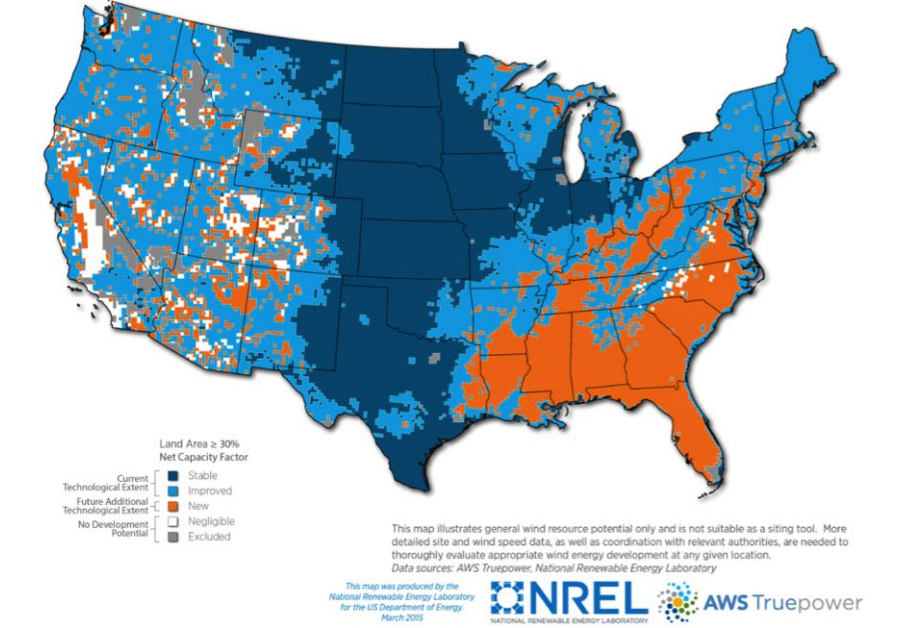 Land Area ≥ 30%
Net Capacity Factor
Current
Technological Extent
Stable
Improved
Future Additional
Technological Extent
New
No Development
Potential
Negligible
Excluded
This map illustrates general wind resource potential only and is not suitable as a siting tool. More
detailed site and wind speed data, as well as coordination with relevant authorities, are needed to
thoroughly evaluate appropriate wind energy development at any given location.
Data sources: AWS Truepower, National Renewable Energy Laboratory
This map was produced by the
National Renewable Energy Laboratory
for the US Department of Energy.
March 2015
NREL
NATIONAL RENEWABLE ENERGY LABORATORY
AWS Truepower